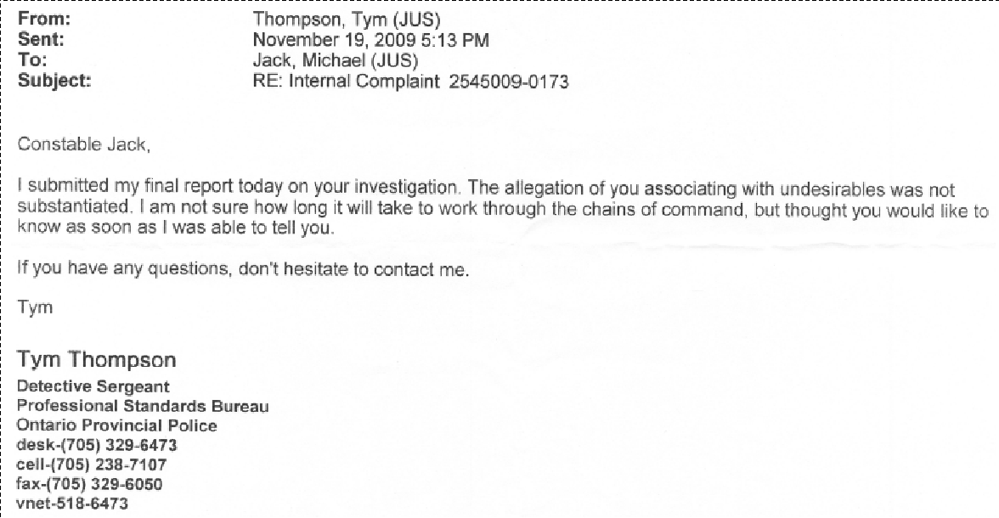 From: Thompson, Tym (JUS)
Sent: November 19, 2009 5:13 PM
To: Jack, Michael (JUS)
Subject: RE: Internal Complaint 2545009-0173
Constable Jack,
I submitted my final report today on your investigation. The allegation of you associating with undesirables was not
substantiated. I am not sure how long it will take to work through the chains of command, but thought you would like to
know as soon as I was able to tell you.
If you have any questions, don't hesitate to contact me.
Tym
Tym Thompson
Detective Sergeant
Professional Standards Bureau
Ontario Provincial Police
desk-(705) 329-6473
cell-(705) 238-7107
fax-(705) 329-6050
vnet-518-6473